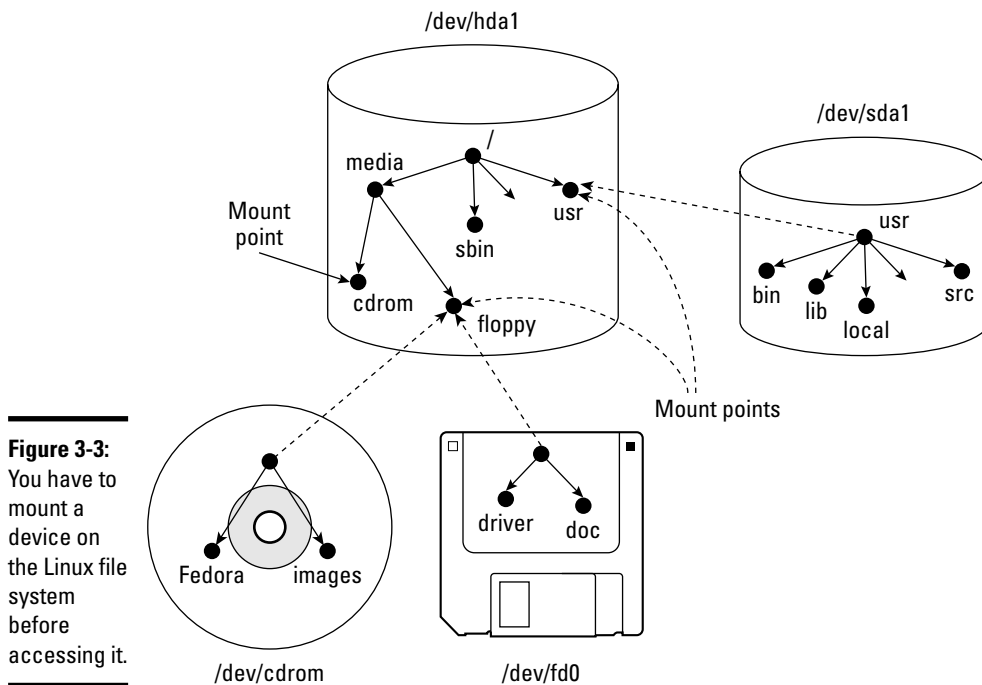 /dev/hda1
/dev/sda1
/
media
usr
sbin
Mount
point
cdrom
floppy
usr
bin
lib
local
src
Mount points
Figure 3-3:
You have to
mount a
device on
the Linux file
system
before
accessing it.
Fedora
images
driver
doc
/dev/cdrom
/dev/fd0